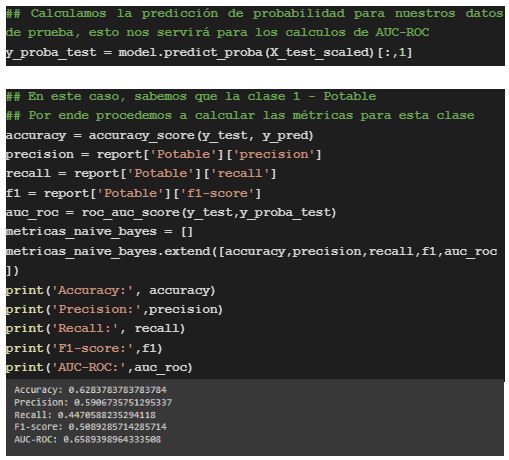 ## Calculamos la predicción de probabilidad para nuestros datos
de prueba, esto nos servirá para los calculos de AUC-ROC
y_proba_test = model.predict_proba(X_test_scaled)[:,1]
## En este caso, sabemos que la clase 1 - Potable
## Por ende procedemos a calcular las métricas para esta clase
accuracy = accuracy_score(y_test, y_pred)
precision = report['Potable']['precision']
recall = report['Potable']['recall']
f1 = report['Potable']['f1-score']
auc_roc = roc_auc_score(y_test,y_proba_test)
metricas_naive_bayes = []
metricas_naive_bayes.extend([accuracy,precision,recall,f1,auc_roc
])
print('Accuracy:', accuracy)
print('Precision:',precision)
print('Recall:', recall)
print('F1-score:',f1)
print('AUC-ROC:',auc_roc)
Accuracy: 0.6283783783783784
Precision: 0.5906735751295337
Recall: 0.4470588235294118
F1-score: 0.5089285714285714
AUC-ROC: 0.6589398964333508